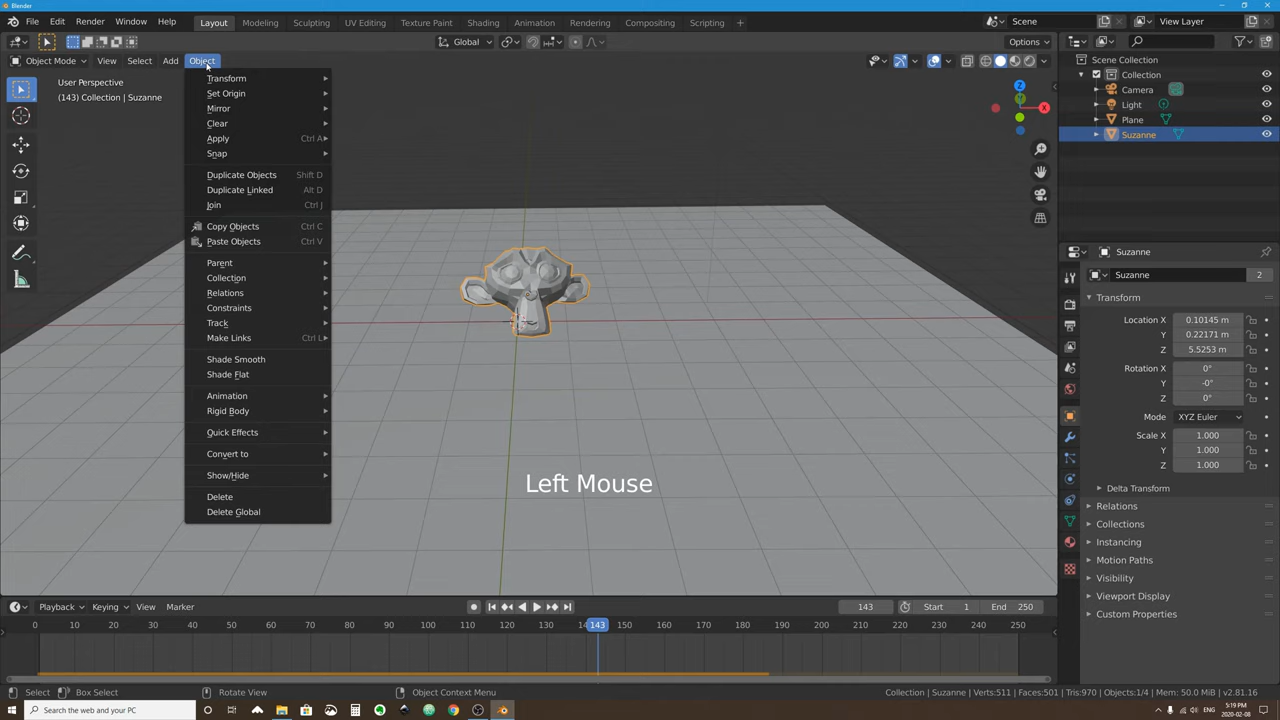 Blender
File Edit Render Window Help Layout Modeling Sculpting UV Editing Texture Paint Shading Animation Rendering Compositing Scripting + Scene View Layer
Global Options
Object Mode View Select Add Object
User Perspective
(143) Collection | Suzanne
Transform
Set Origin
Mirror
Clear
Apply Ctrl A
Snap
Duplicate Objects Shift D
Duplicate Linked Alt D
Join Ctrl J
Copy Objects Ctrl C
Paste Objects Ctrl V
Parent
Collection
Relations
Constraints
Track
Make Links Ctrl L
Shade Smooth
Shade Flat
Animation
Rigid Body
Quick Effects
Convert to
Show/Hide
Delete
Delete Global
Z
X
Y
Left Mouse
Scene Collection
Collection
Camera
Light
Plane
Suzanne
Suzanne
Suzanne 2
Transform
Location X 0.10145 m
Y 0.22171 m
Z 5.5253 m
Rotation X 0°
Y -0°
Z 0°
Mode XYZ Euler
Scale X 1.000
Y 1.000
Z 1.000
Delta Transform
Relations
Collections
Instancing
Motion Paths
Visibility
Viewport Display
Custom Properties
Playback Keying View Marker 143 Start 1 End 250
0 10 20 30 40 50 60 70 80 90 100 110 120 130 143 150 160 170 180 190 200 210 220 230 240 250
Select Box Select Rotate View Object Context Menu Collection | Suzanne | Verts:511 | Faces:501 | Tris:970 | Objects:1/4 | Mem: 50.0 MiB | v2.81.16
Search the web and your PC ENG 5:19 PM
2020-02-08